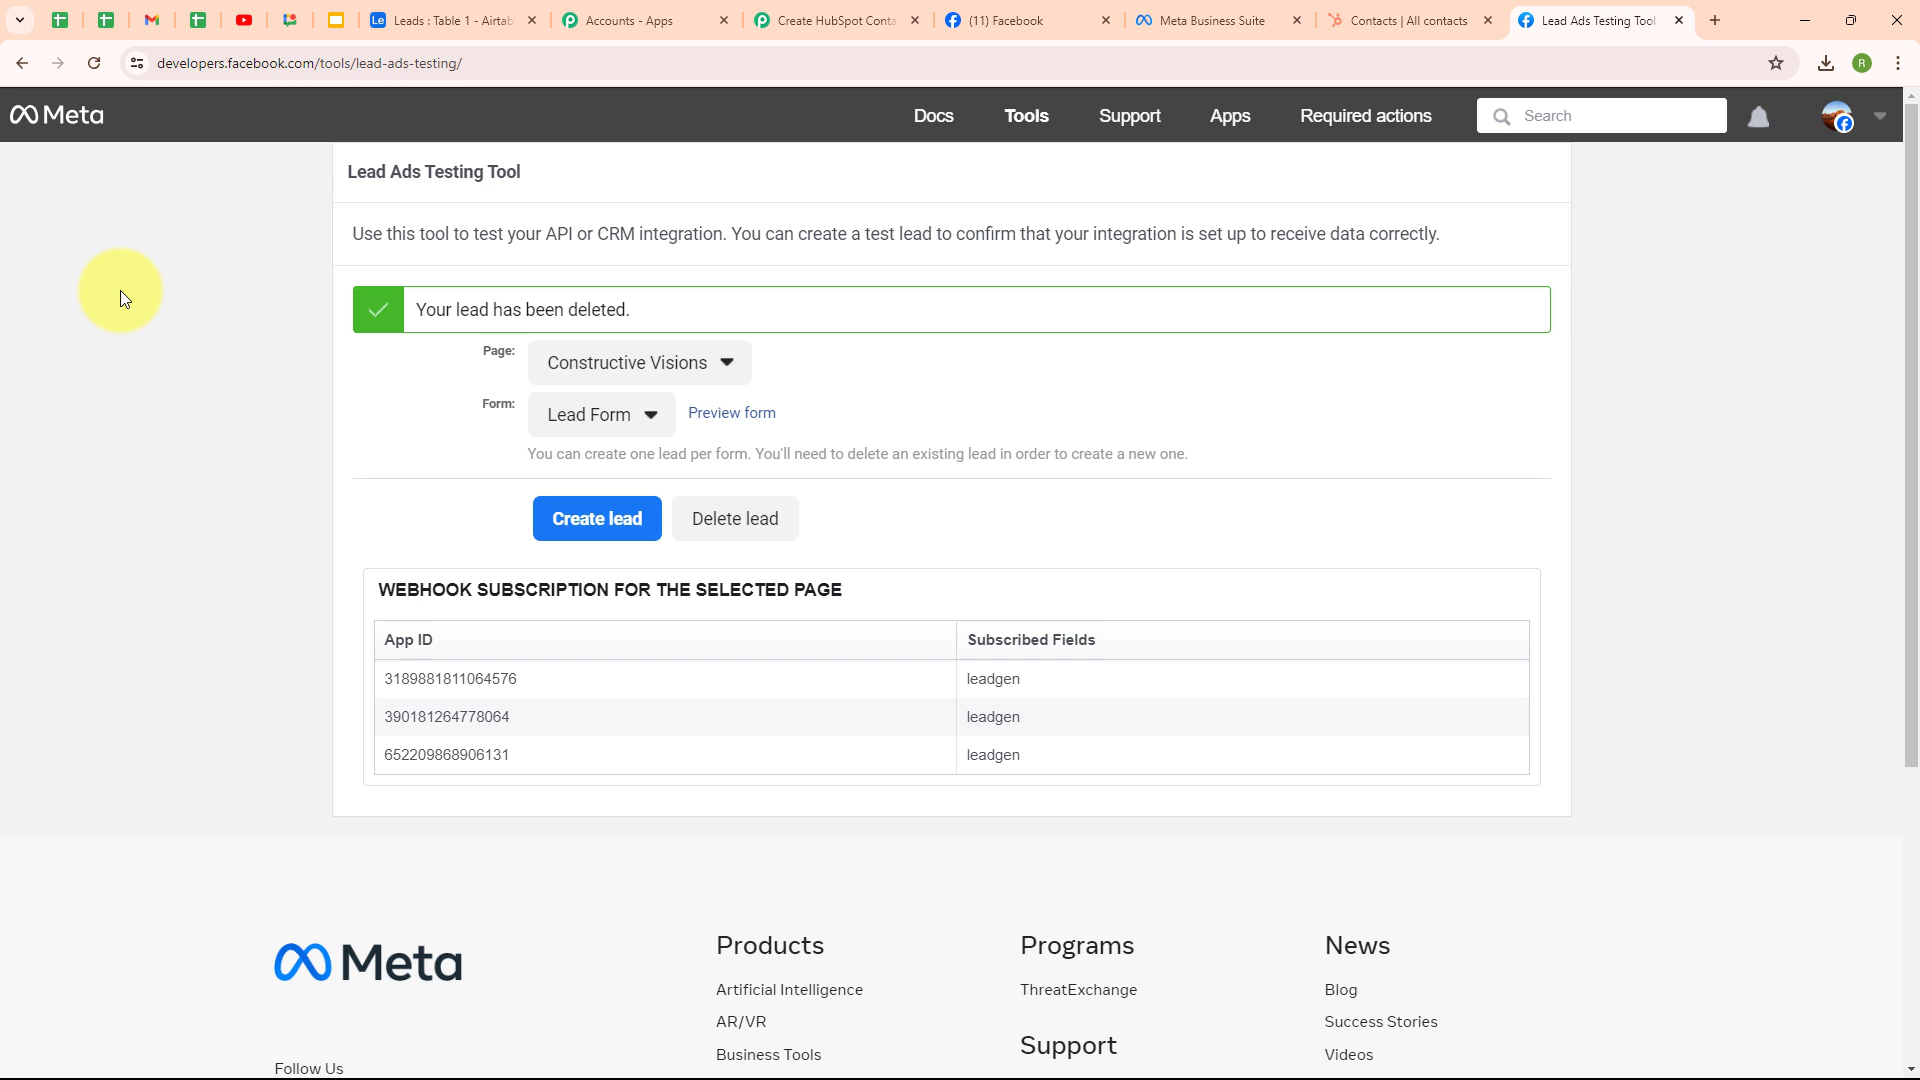 Leads : Table 1 - Airtab
Accounts - Apps
Create HubSpot Conta
(11) Facebook
Meta Business Suite
Contacts | All contacts
Lead Ads Testing Tool
developers.facebook.com/tools/lead-ads-testing/
R
Meta
Docs
Tools
Support
Apps
Required actions
Search
Lead Ads Testing Tool
Use this tool to test your API or CRM integration. You can create a test lead to confirm that your integration is set up to receive data correctly.
Your lead has been deleted.
Page: Constructive Visions
Form: Lead Form Preview form
You can create one lead per form. You'll need to delete an existing lead in order to create a new one.
Create lead Delete lead
WEBHOOK SUBSCRIPTION FOR THE SELECTED PAGE
App ID Subscribed Fields
3189881811064576 leadgen
390181264778064 leadgen
652209868906131 leadgen
Meta
Follow Us
Products
Artificial Intelligence
AR/VR
Business Tools
Programs
ThreatExchange
Support
News
Blog
Success Stories
Videos